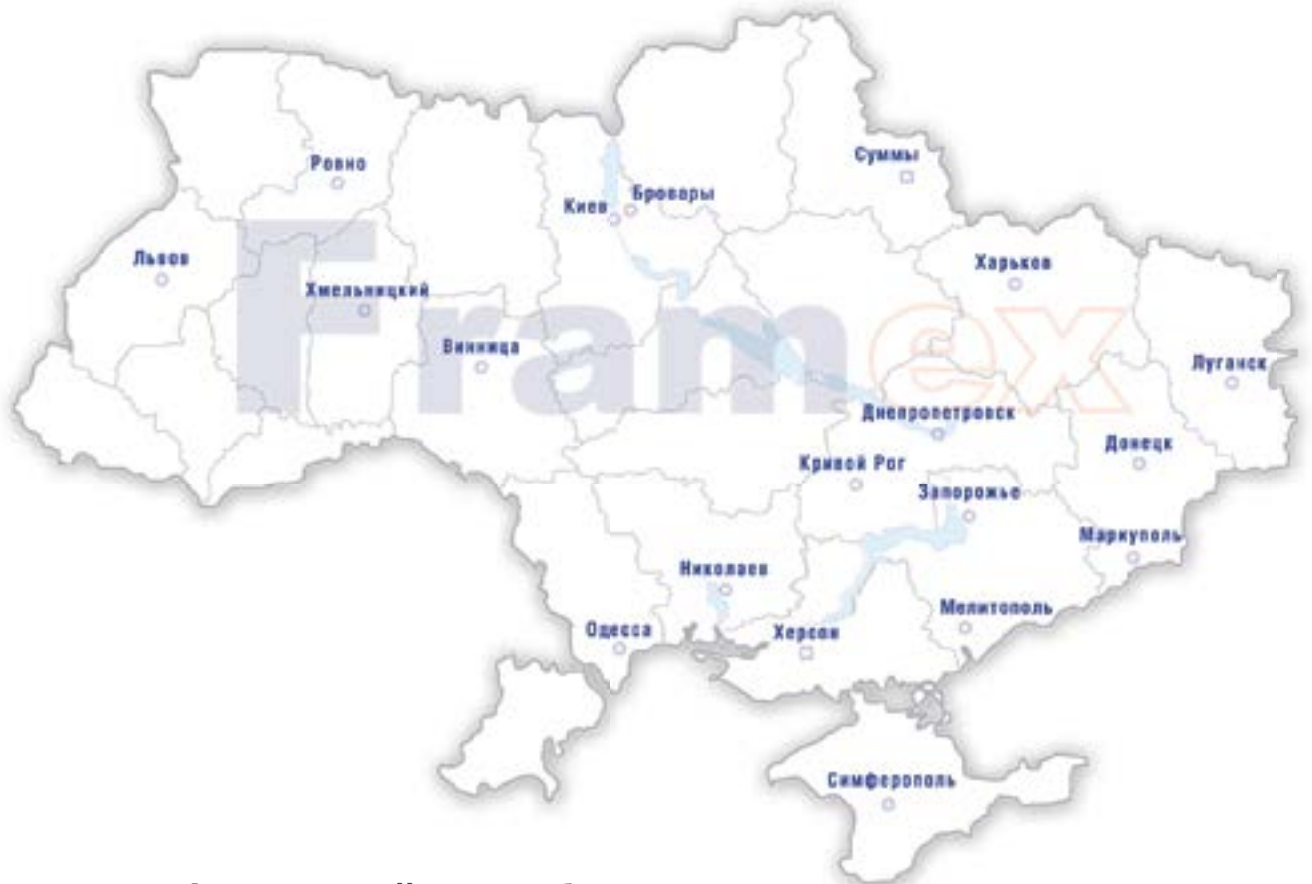 Ровно
Суммы
Киев
Бровары
Львов
Харьков
Хмельницкий
Framex
Винница
Луганск
Днепропетровск
Донецк
Кривой Рог
Запорожье
Маркуполь
Николаев
Мелитополь
Одесса
Херсон
Симферополь